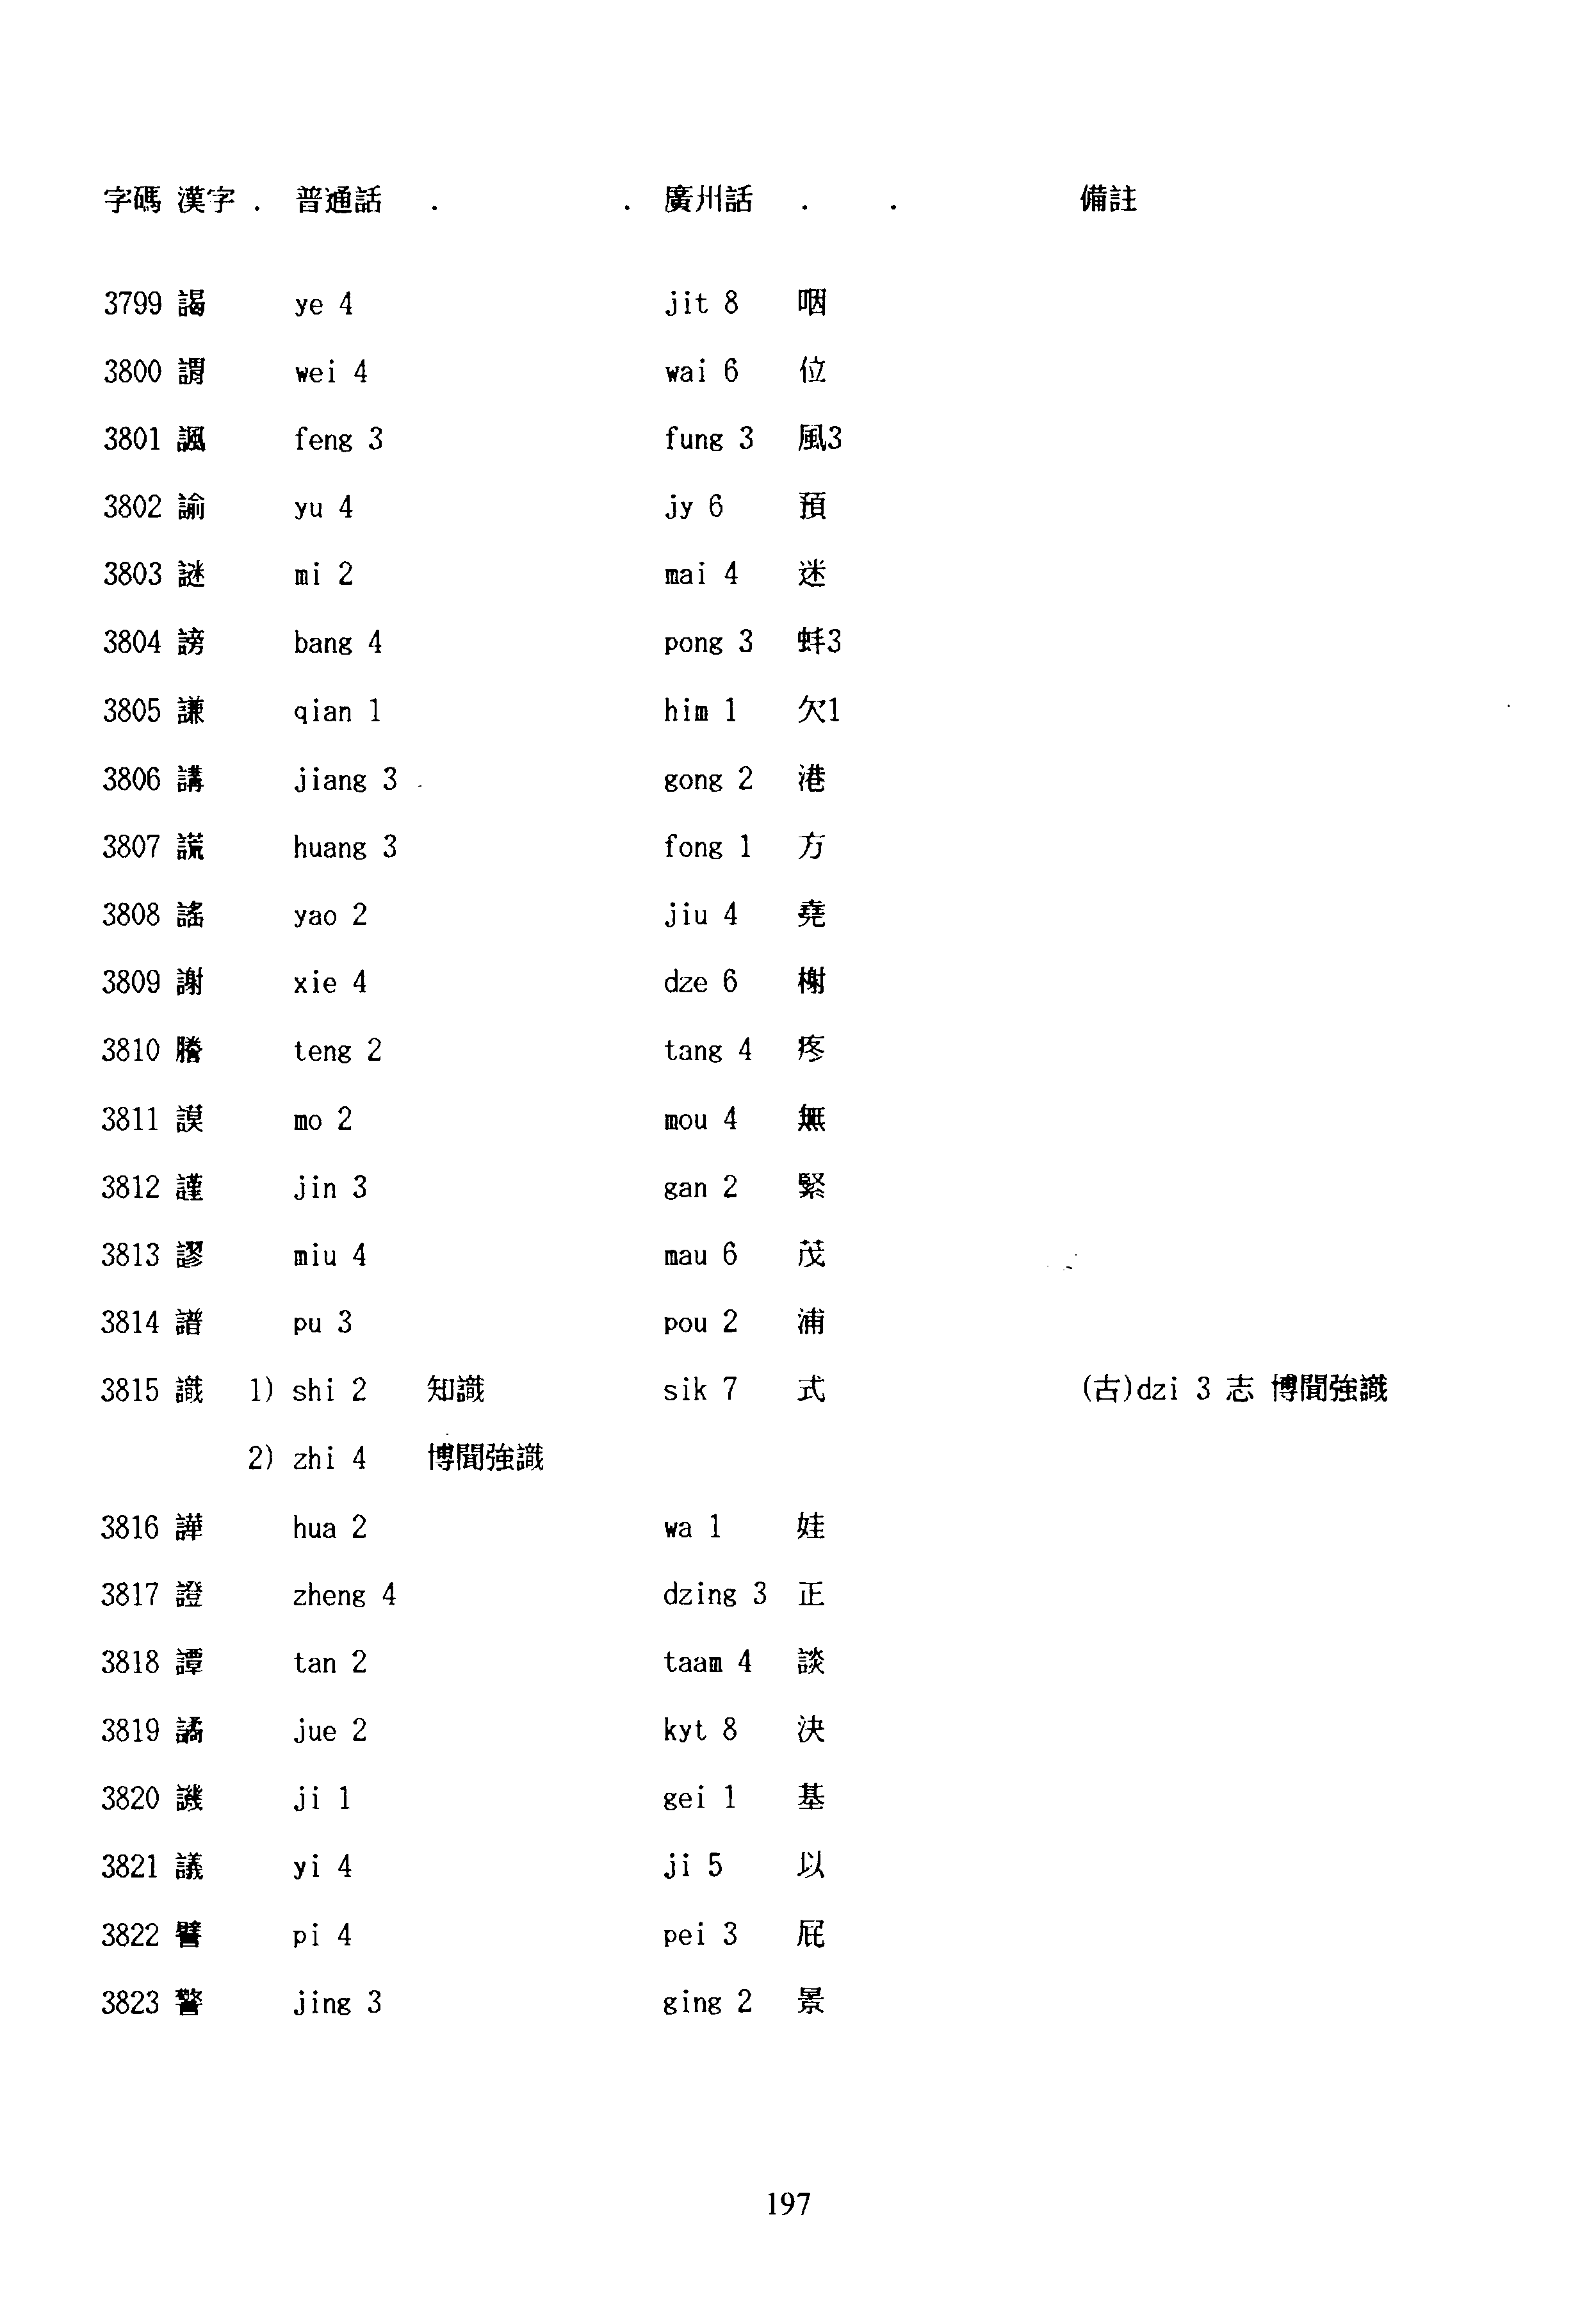 字碼 漢字 . 普通話 . . 廣州話 . . 備註
3799 謁 ye 4 jit 8 咽
3800 謂 wei 4 wai 6 位
3801 諷 feng 3 fung 3 風3
3802 諭 yu 4 jy 6 預
3803 謎 mi 2 mai 4 迷
3804 謗 bang 4 pong 3 蚌3
3805 謙 qian 1 him 1 欠1
3806 講 jiang 3 gong 2 港
3807 謊 huang 3 fong 1 方
3808 謠 yao 2 jiu 4 堯
3809 謝 xie 4 dze 6 榭
3810 謄 teng 2 tang 4 疼
3811 謨 mo 2 mou 4 無
3812 謹 jin 3 gan 2 緊
3813 謬 miu 4 mau 6 茂
3814 譜 pu 3 pou 2 浦
3815 識 1) shi 2 知識 sik 7 式 (古)dzi 3 志 博聞強識
2) zhi 4 博聞強識
3816 譁 hua 2 wa 1 娃
3817 證 zheng 4 dzing 3 正
3818 譚 tan 2 taam 4 談
3819 譎 jue 2 kyt 8 決
3820 譏 ji 1 gei 1 基
3821 議 yi 4 ji 5 以
3822 譬 pi 4 pei 3 屁
3823 警 jing 3 ging 2 景
197